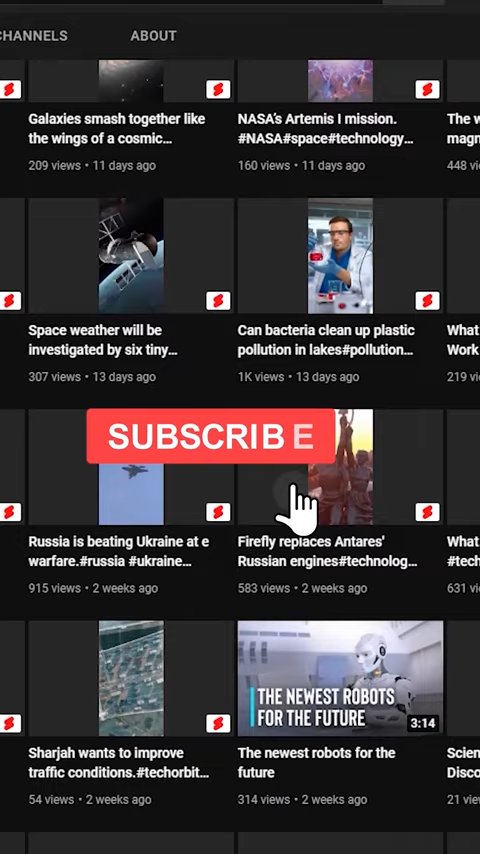 CHANNELS ABOUT
Galaxies smash together like
the wings of a cosmic...
209 views • 11 days ago
NASA's Artemis I mission.
#NASA#space#technology...
160 views • 11 days ago
The w
magn
448 vi
Space weather will be
investigated by six tiny...
307 views • 13 days ago
Can bacteria clean up plastic
pollution in lakes#pollution...
1K views • 13 days ago
What
Work
219 vi
SUBSCRIBE
Russia is beating Ukraine at e
warfare.#russia #ukraine...
915 views • 2 weeks ago
Firefly replaces Antares'
Russian engines#technolog...
583 views • 2 weeks ago
What
#tech
631 vi
THE NEWEST ROBOTS
FOR THE FUTURE
3:14
Sharjah wants to improve
traffic conditions.#techorbit...
54 views • 2 weeks ago
The newest robots for the
future
314 views • 2 weeks ago
Scien
Disco
21 view